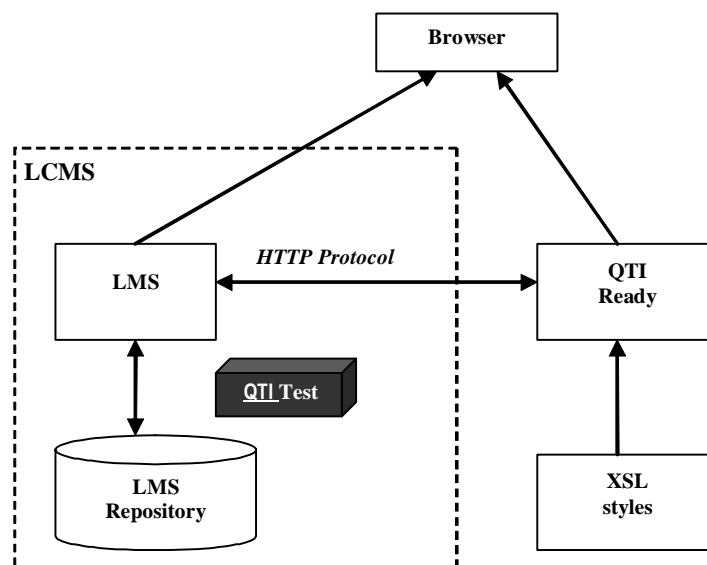 Browser
LCMS
HTTP Protocol
LMS
QTI
Ready
QTI Test
LMS
Repository
XSL
styles